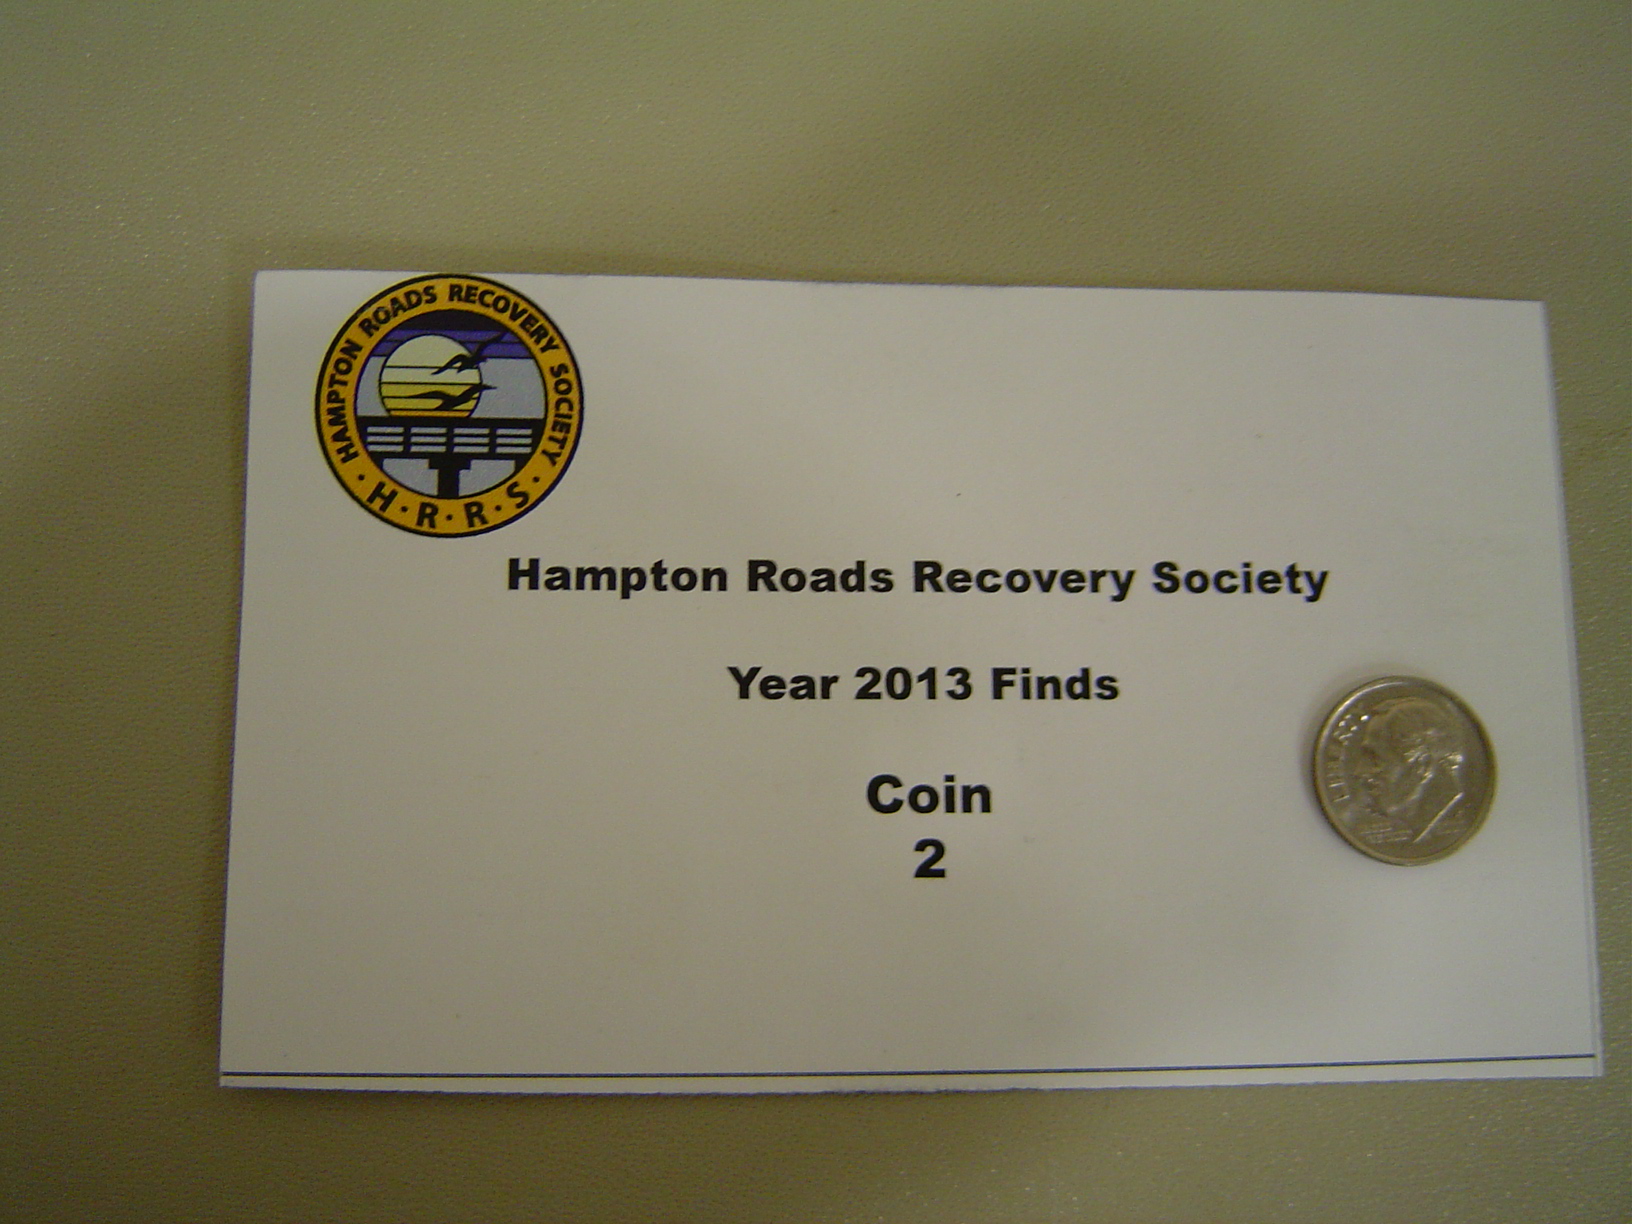 HAMPTON ROADS RECOVERY SOCIETY
· H · R · R · S ·
Hampton Roads Recovery Society
Year 2013 Finds
Coin
2
LIBERTY